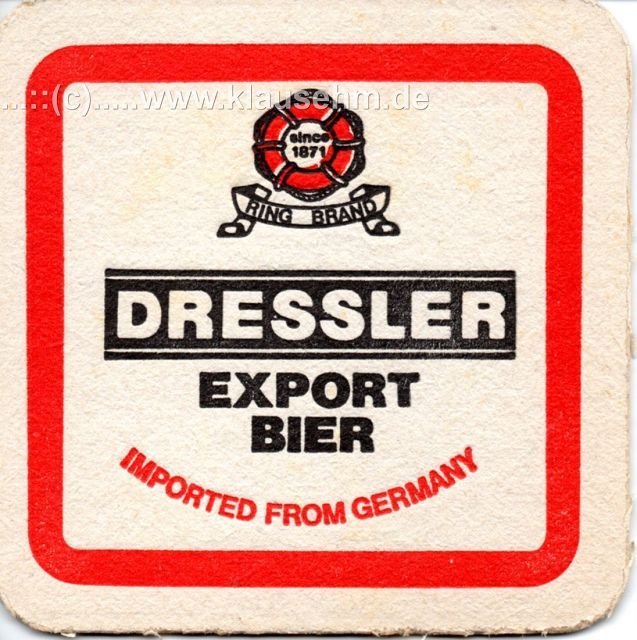 ...::(c).....www.klausehm.de
since
1871
RING BRAND
DRESSLER
EXPORT
BIER
IMPORTED FROM GERMANY